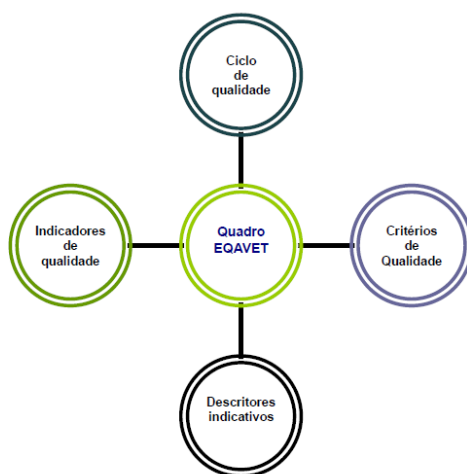 Ciclo
de
qualidade
Indicadores
de
qualidade
Quadro
EQAVET
Critérios
de
Qualidade
Descritores
indicativos